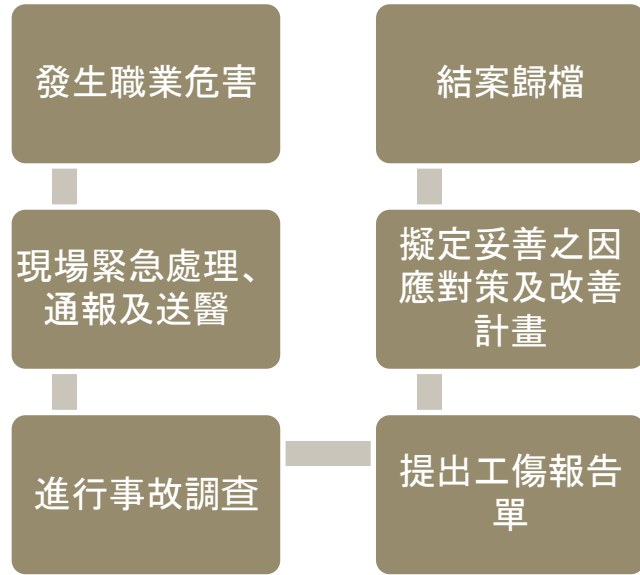 發生職業危害
現場緊急處理、
通報及送醫
進行事故調查
提出工傷報告
單
擬定妥善之因
應對策及改善
計畫
結案歸檔